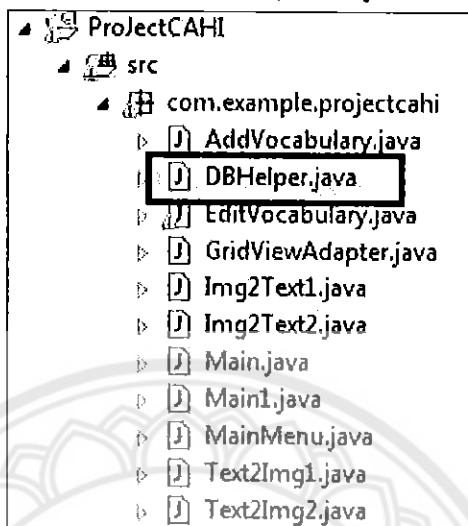 ProJectCAHI
src
com.example.projectcahi
AddVocabulary.java
DBHelper.java
EditVocabulary.java
GridViewAdapter.java
Img2Text1.java
Img2Text2.java
Main.java
Main1.java
MainMenu.java
Text2Img1.java
Text2Img2.java